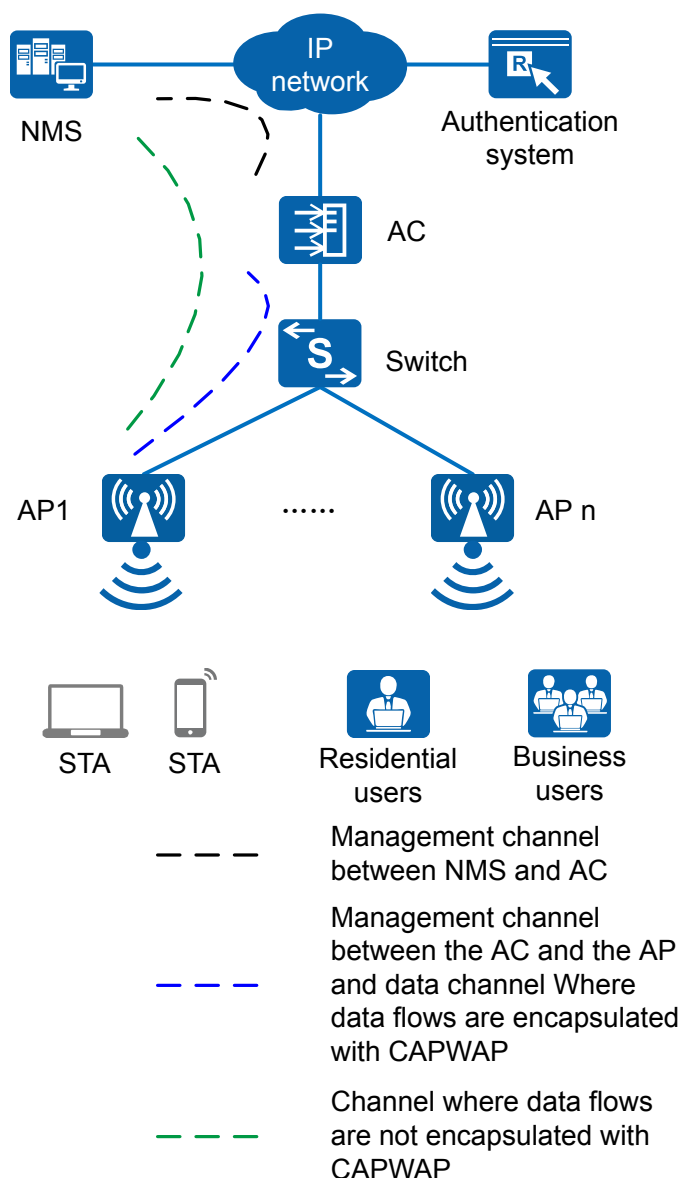 IP
network
NMS
R
Authentication
system
AC
S
Switch
AP1
......
AP n
STA
STA
Residential
users
Business
users
Management channel
between NMS and AC
Management channel
between the AC and the AP
and data channel Where
data flows are encapsulated
with CAPWAP
Channel where data flows
are not encapsulated with
CAPWAP